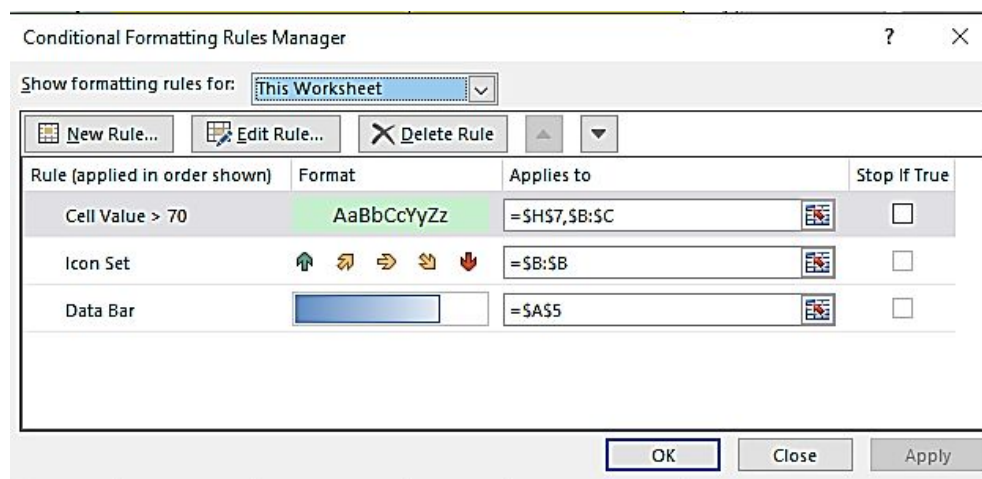 Conditional Formatting Rules Manager ? ×
Show formatting rules for: This Worksheet
New Rule... Edit Rule... Delete Rule
Rule (applied in order shown) Format Applies to Stop If True
Cell Value > 70 AaBbCcYyZz =$H$7,$B:$C
Icon Set =$B:$B
Data Bar =$A$5
OK Close Apply